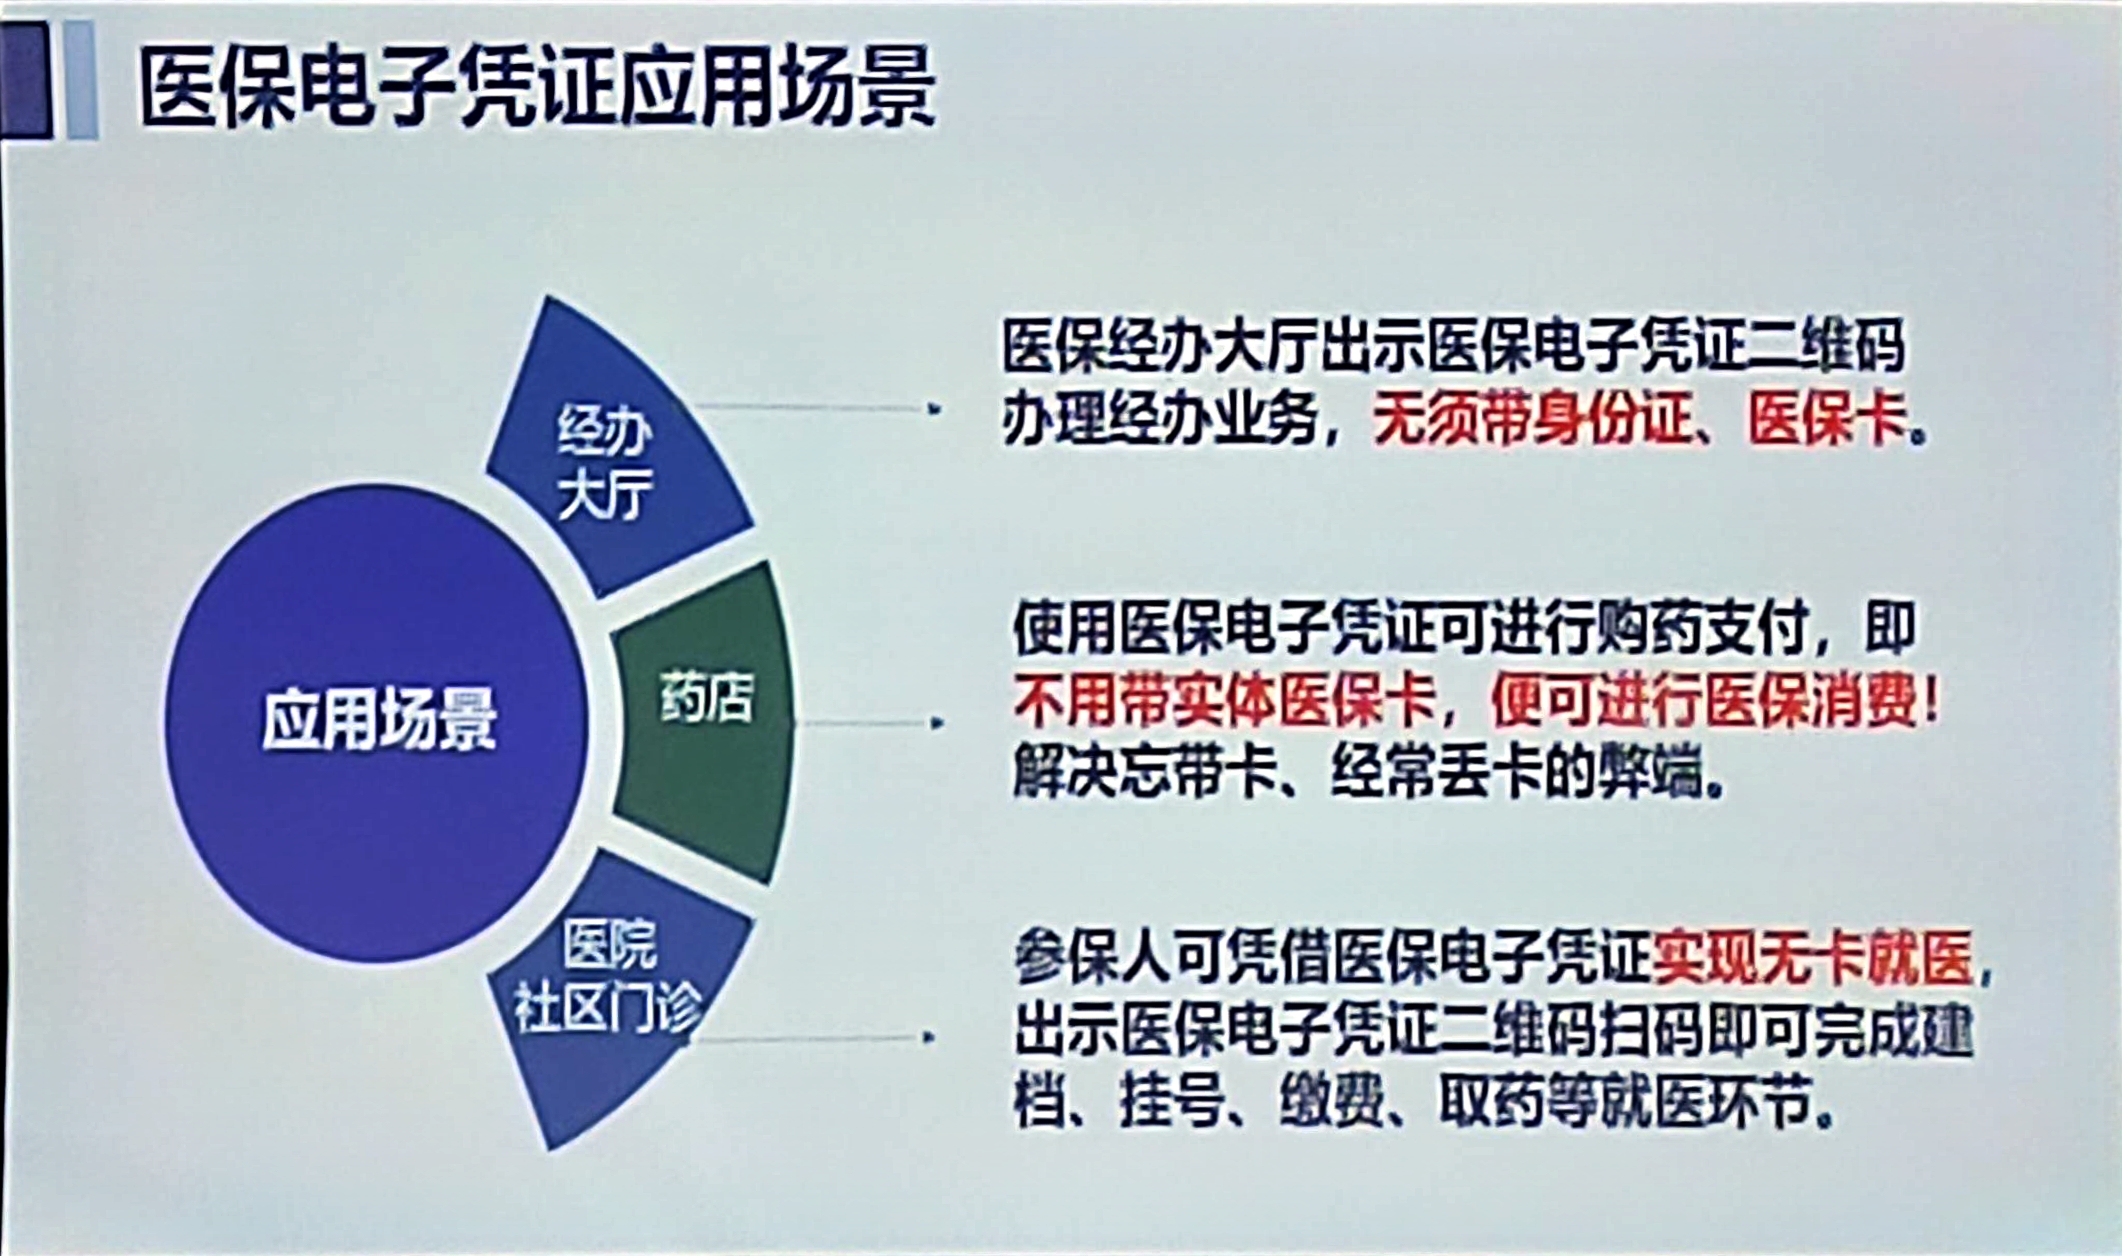 医保电子凭证应用场景
经办
大厅
医保经办大厅出示医保电子凭证二维码
办理经办业务，无须带身份证、医保卡。
应用场景
药店
使用医保电子凭证可进行购药支付，即
不用带实体医保卡，便可进行医保消费！
解决忘带卡、经常丢卡的弊端。
医院
社区门诊
参保人可凭借医保电子凭证实现无卡就医，
出示医保电子凭证二维码扫码即可完成建
档、挂号、缴费、取药等就医环节。